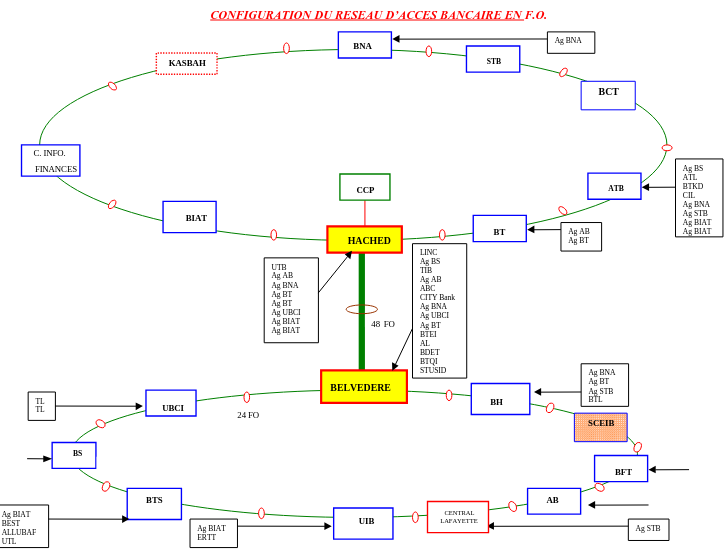 CONFIGURATION DU RESEAU D'ACCES BANCAIRE EN F.O.
BNA
Ag BNA
KASBAH
STB
BCT
C. INFO.
FINANCES
CCP
ATB
Ag BS
ATL
BTKD
CIL
Ag BNA
Ag STB
Ag BIAT
Ag BIAT
BIAT
HACHED
BT
Ag AB
Ag BT
UTB
Ag AB
Ag BNA
Ag BT
Ag BT
Ag UBCI
Ag BIAT
Ag BIAT
LINC
Ag BS
TIB
Ag AB
ABC
CITY Bank
Ag BNA
Ag UBCI
Ag BT
BTEI
AL
BDET
BTQI
STUSID
48 FO
BELVEDERE
TL
TL
UBCI
24 FO
BH
Ag BNA
Ag BT
Ag STB
BTL
SCEIB
BS
BFT
BTS
AB
Ag BIAT
BEST
ALLUBAF
UTL
Ag BIAT
ERTT
UIB
CENTRAL
LAFAYETTE
Ag STB